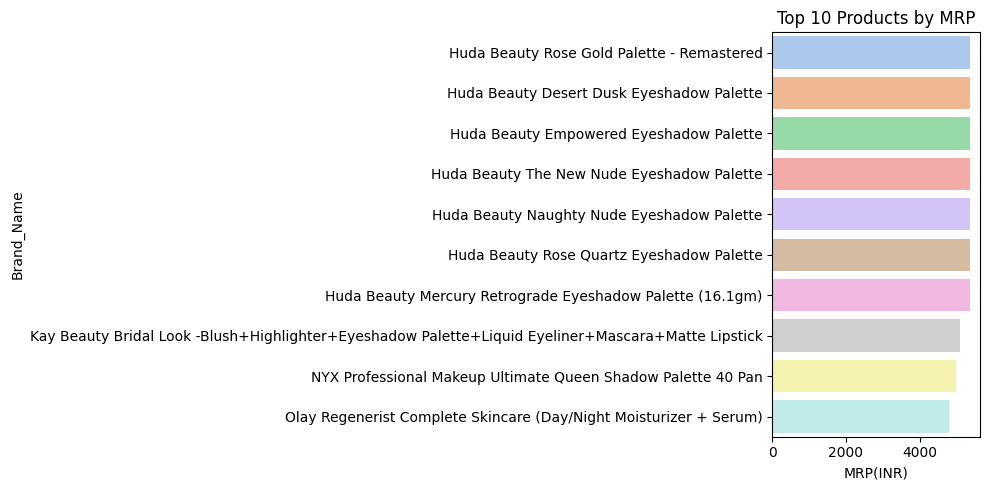 Top 10 Products by MRP
Brand_Name
Huda Beauty Rose Gold Palette - Remastered
Huda Beauty Desert Dusk Eyeshadow Palette
Huda Beauty Empowered Eyeshadow Palette
Huda Beauty The New Nude Eyeshadow Palette
Huda Beauty Naughty Nude Eyeshadow Palette
Huda Beauty Rose Quartz Eyeshadow Palette
Huda Beauty Mercury Retrograde Eyeshadow Palette (16.1gm)
Kay Beauty Bridal Look -Blush+Highlighter+Eyeshadow Palette+Liquid Eyeliner+Mascara+Matte Lipstick
NYX Professional Makeup Ultimate Queen Shadow Palette 40 Pan
Olay Regenerist Complete Skincare (Day/Night Moisturizer + Serum)
0 2000 4000
MRP(INR)